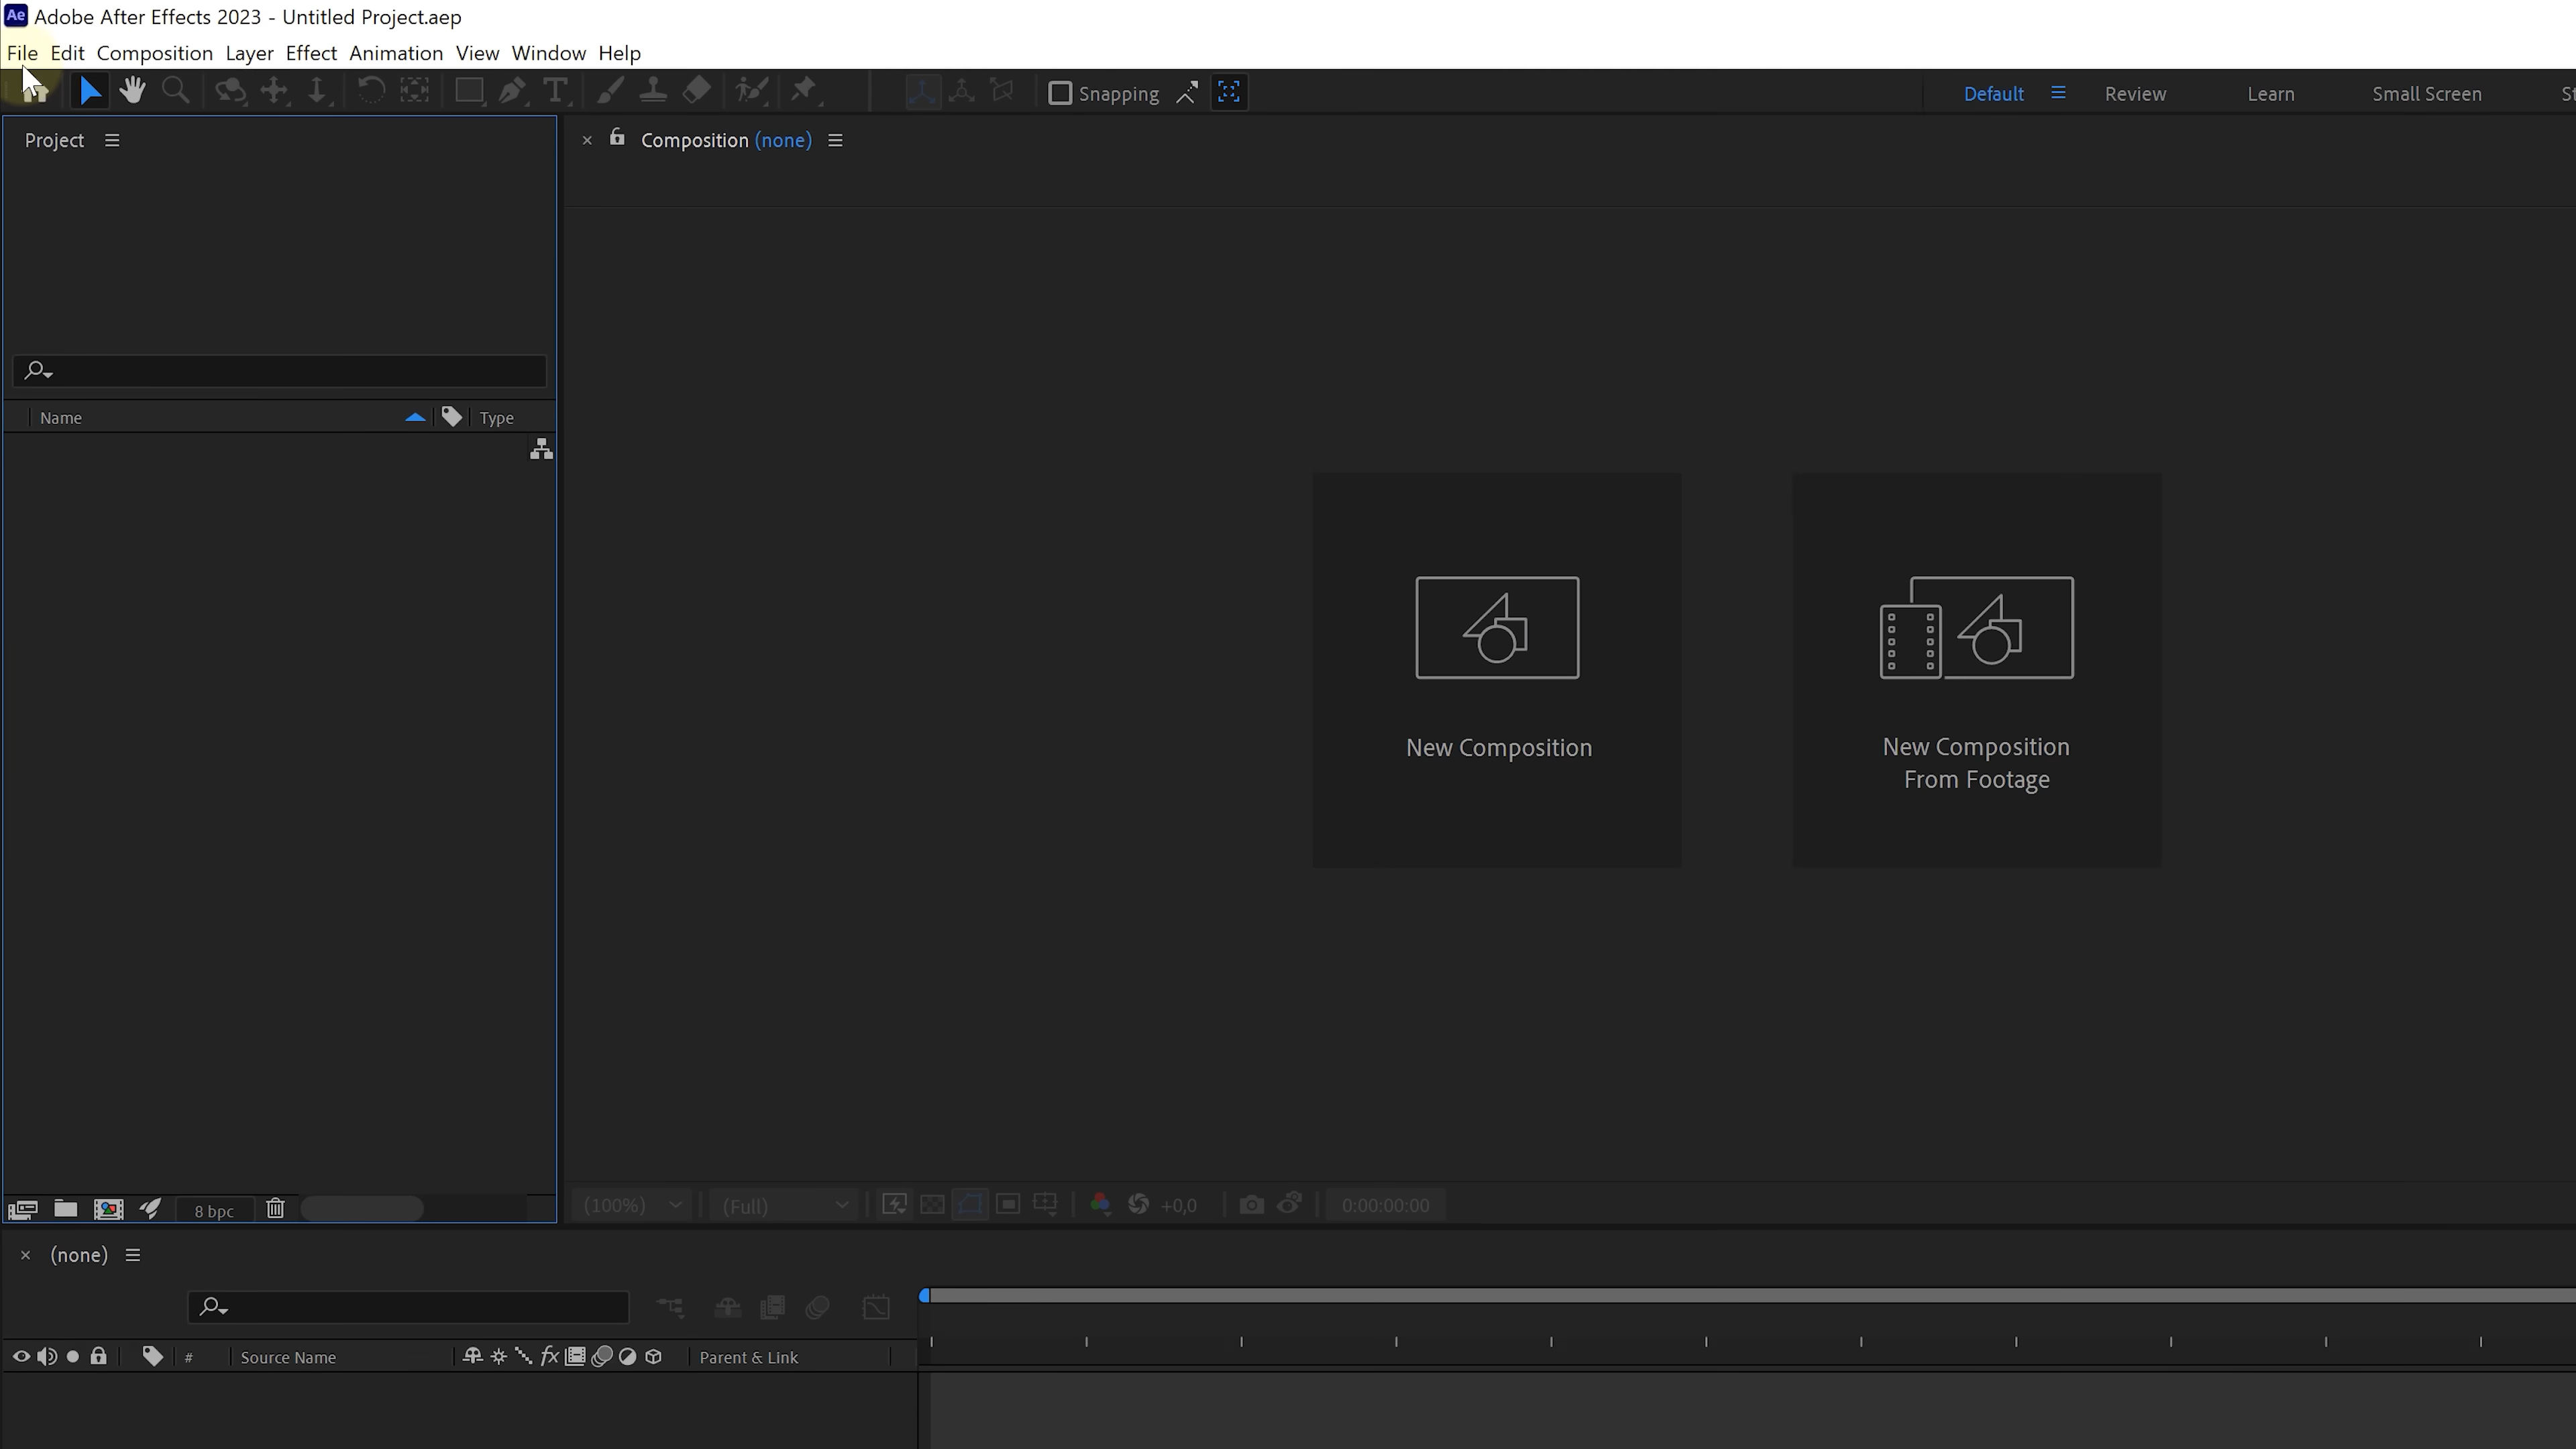 Ae Adobe After Effects 2023 - Untitled Project.aep
File Edit Composition Layer Effect Animation View Window Help
Snapping Default Review Learn Small Screen St
Project
Composition (none)
Name Type
New Composition
New Composition
From Footage
8 bpc (100%) (Full) +0,0 0:00:00:00
(none)
# Source Name fx Parent & Link